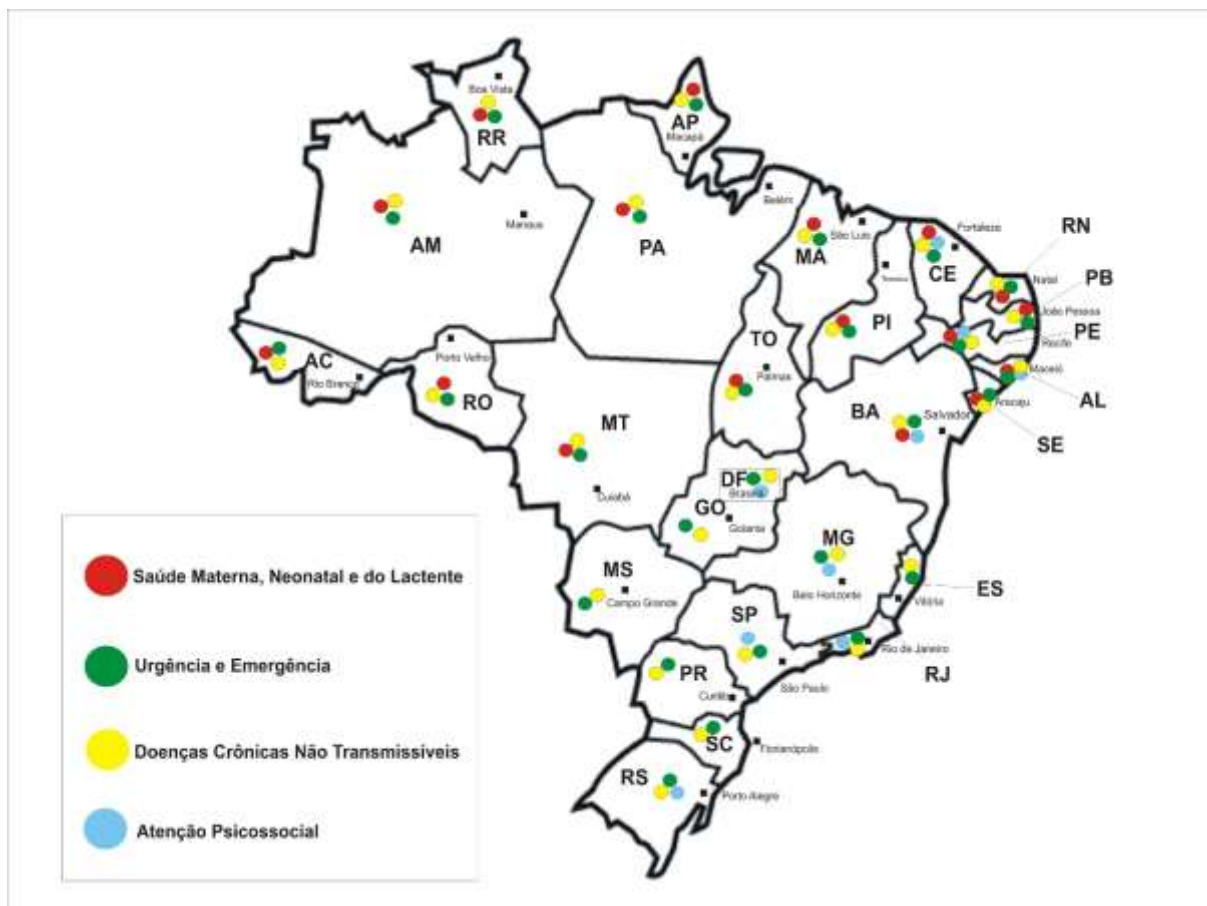 Boa Vista
RR
AP
Macapá
Belém
São Luis
Fortaleza
RN
AM
Manaus
PA
MA
CE
Natal
PB
João Pessoa
PI
PE
Recife
AC
Rio Branco
Porto Velho
RO
TO
Palmas
Maceió
AL
BA
Salvador
Aracaju
SE
MT
Cuiabá
DF
Brasília
GO
Goiania
MG
Belo Horizonte
MS
Campo Grande
ES
Vitória
SP
São Paulo
Rio de Janeiro
RJ
PR
Curitiba
SC
Florianópolis
RS
Porto Alegre
Saúde Materna, Neonatal e do Lactente
Urgência e Emergência
Doenças Crônicas Não Transmissíveis
Atenção Psicossocial